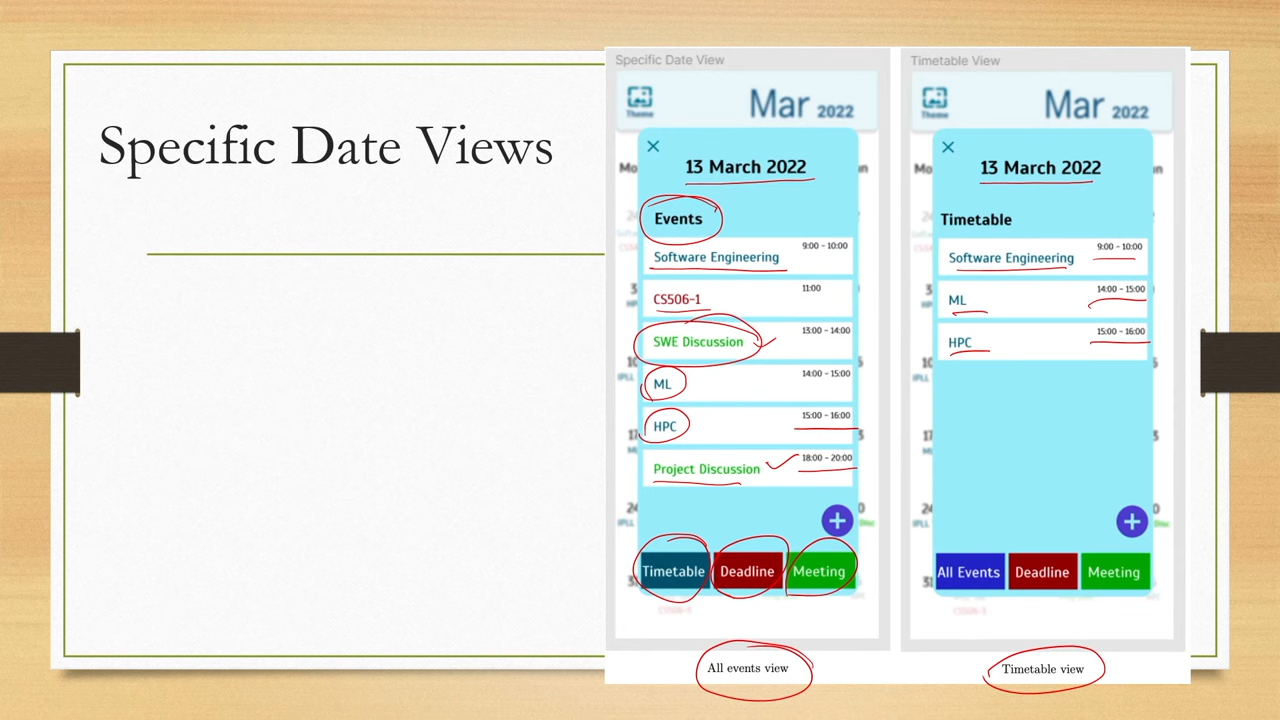 Specific Date Views
Specific Date View
Theme
Mar 2022
13 March 2022
Events
Software Engineering 9:00 - 10:00
CS506-1 11:00
SWE Discussion 13:00 - 14:00
ML 14:00 - 15:00
HPC 15:00 - 16:00
Project Discussion 18:00 - 20:00
+
Timetable Deadline Meeting
All events view
Timetable View
Theme
Mar 2022
13 March 2022
Timetable
Software Engineering 9:00 - 10:00
ML 14:00 - 15:00
HPC 15:00 - 16:00
+
All Events Deadline Meeting
Timetable view